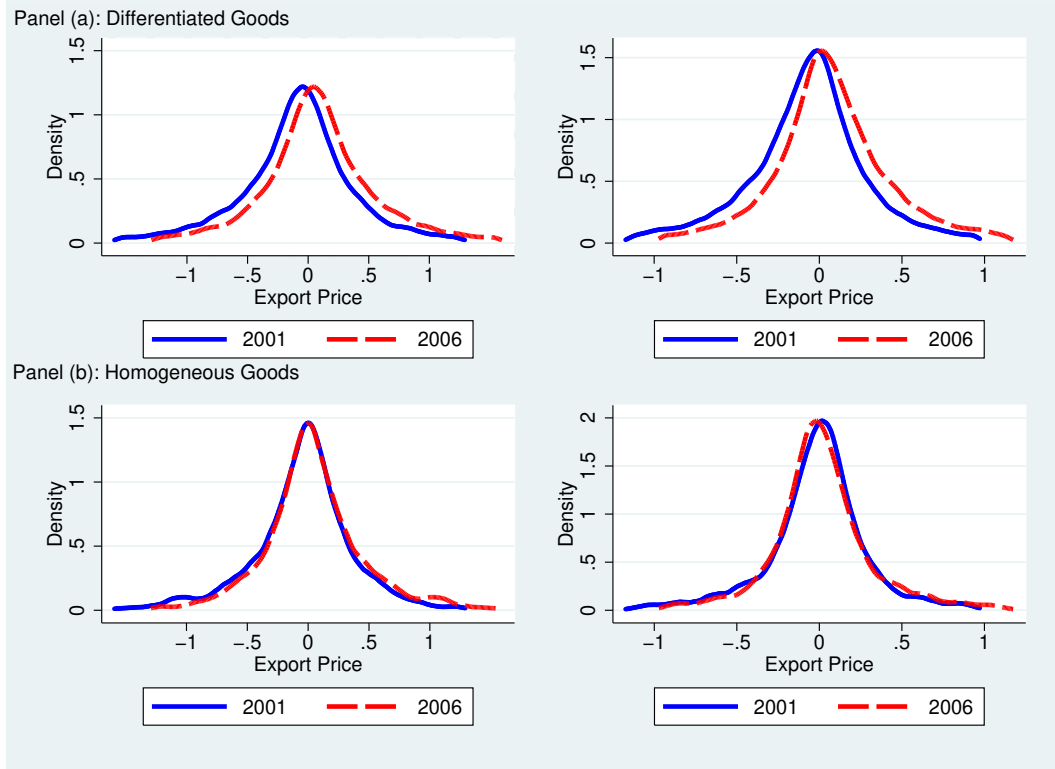 Panel (a): Differentiated Goods
1.5
1
.5
0
Density
−1 −.5 0 .5 1
Export Price
2001 2006
1.5
1
.5
0
Density
−1 −.5 0 .5 1
Export Price
2001 2006
Panel (b): Homogeneous Goods
1.5
1
.5
0
Density
−1 −.5 0 .5 1
Export Price
2001 2006
2
1.5
1
.5
0
Density
−1 −.5 0 .5 1
Export Price
2001 2006